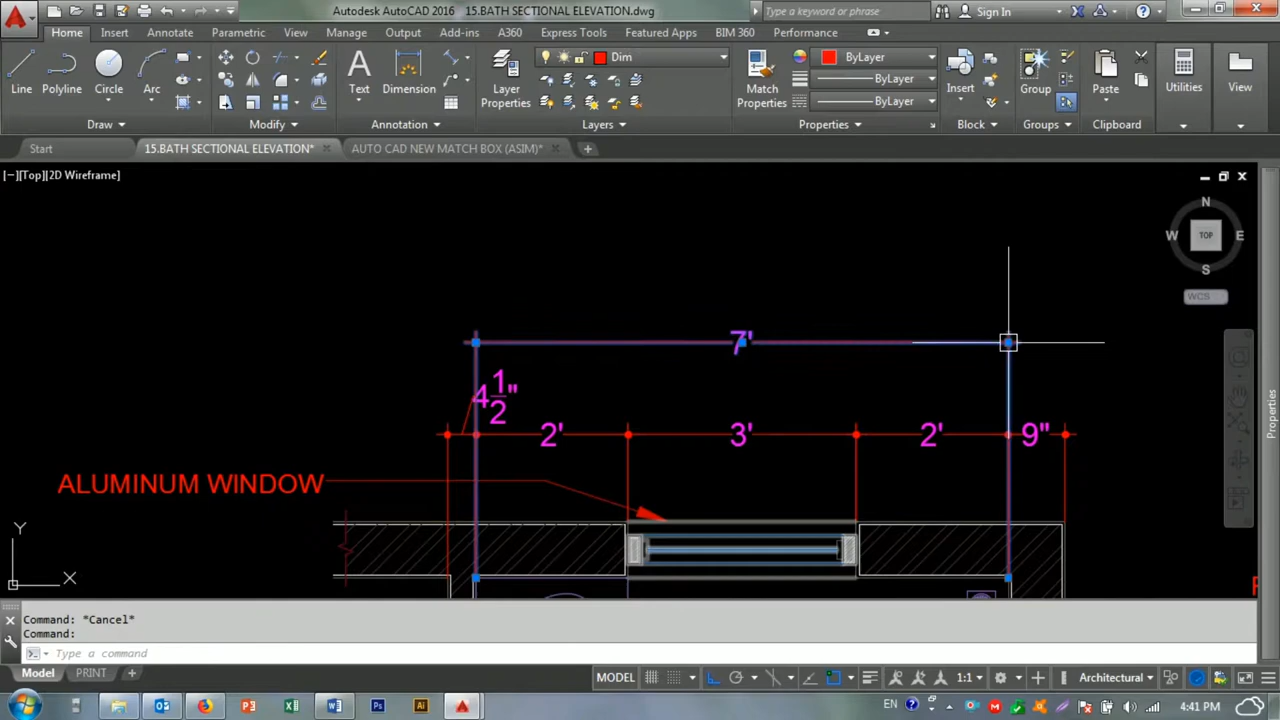 Autodesk AutoCAD 2016 15.BATH SECTIONAL ELEVATION.dwg
Type a keyword or phrase
Sign In
Home Insert Annotate Parametric View Manage Output Add-ins A360 Express Tools Featured Apps BIM 360 Performance
Line Polyline Circle Arc
Text Dimension
Layer Properties
Dim
Match Properties
ByLayer
ByLayer
ByLayer
Insert
Group
Paste
Utilities
View
Draw Modify Annotation Layers Properties Block Groups Clipboard
Start 15.BATH SECTIONAL ELEVATION* AUTO CAD NEW MATCH BOX (ASIM)*
[−][Top][2D Wireframe]
N
W TOP E
S
WCS
7'
4 1/2"
2' 3' 2' 9"
ALUMINUM WINDOW
Properties
Y
X
Command: *Cancel*
Command:
Type a command
Model PRINT
MODEL 1:1 Architectural
EN 4:41 PM